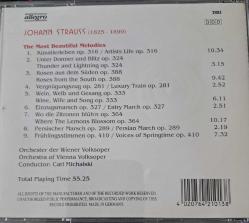 allegro
DDD
JOHANN STRAUSS (1825 - 1899)
The Most Beautiful Melodies
1. Künstlerleben op. 316 / Artists Life op. 316 10.34
2. Unter Donner und Blitz op. 324
Thunder and Lightning op. 324 3.15
3. Rosen aus dem Süden op. 388
Roses from the South op. 388 9.42
4. Vergnügungszug op. 281 / Luxury Train op. 281 2.52
5. Wein, Weib und Gesang op. 333
Wine, Wife and Song op. 333 6.11
6. Einzugsmarsch op. 327 / Entry March op. 327 2.51
7. Wo die Zitronen blüh'n op. 364
Where The Lemons Blossom op. 364 10.17
8. Persischer Marsch op. 289 / Persian March op. 289 2.19
9. Frühlingsstimmen op. 410 / Voices of Springtime op. 410 7.32
Orchester der Wiener Volksoper
Orchestra of Vienna Volksoper
Conductor: Carl Michalski
Total Playing Time 55.25
4 020784 210158